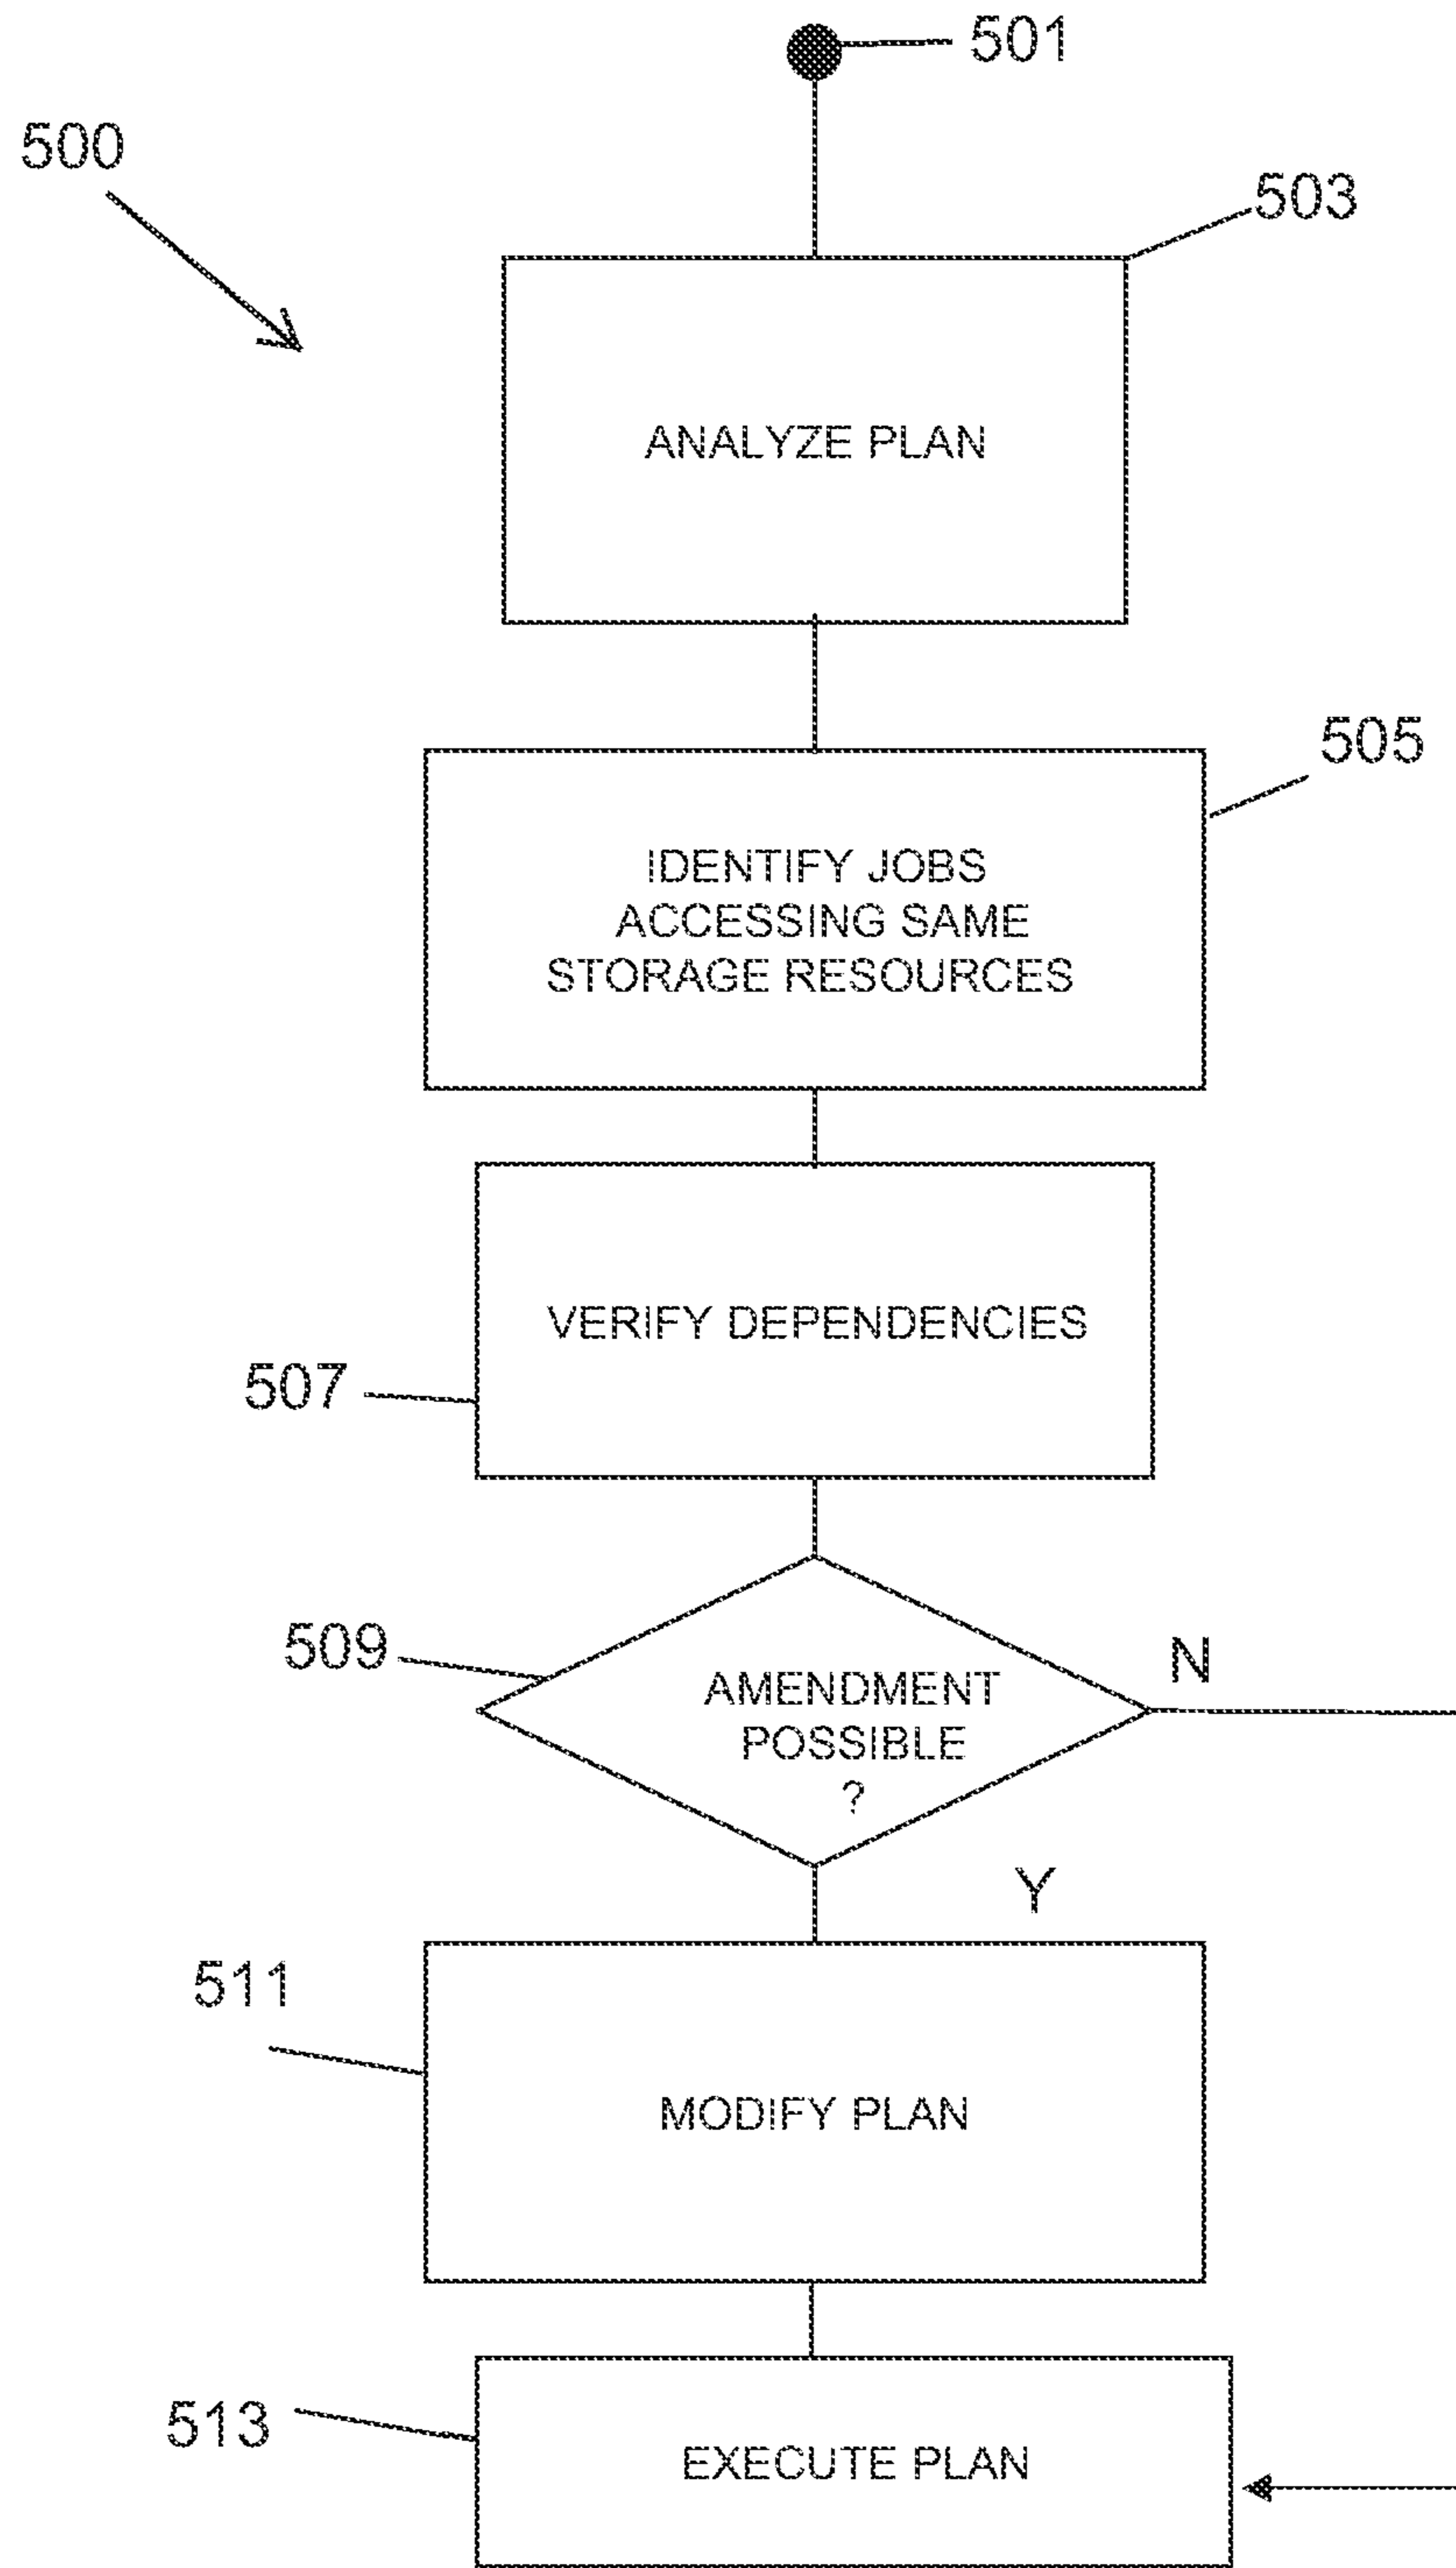 501
500
503
ANALYZE PLAN
505
IDENTIFY JOBS
ACCESSING SAME
STORAGE RESOURCES
VERIFY DEPENDENCIES
507
509
N
AMENDMENT
POSSIBLE
?
Y
511
MODIFY PLAN
513
EXECUTE PLAN